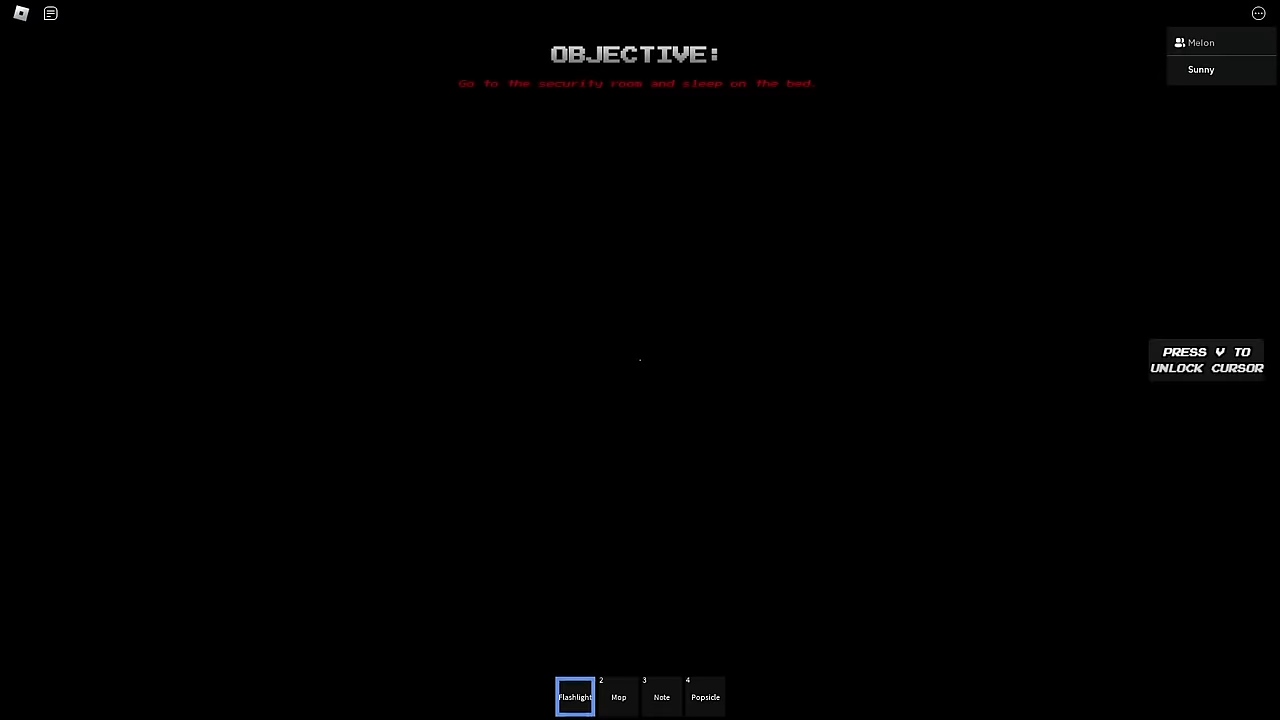 OBJECTIVE:
Go to the security room and sleep on the bed.
Melon
Sunny
PRESS V TO
UNLOCK CURSOR
Flashlight
2
Mop
3
Note
4
Popsicle